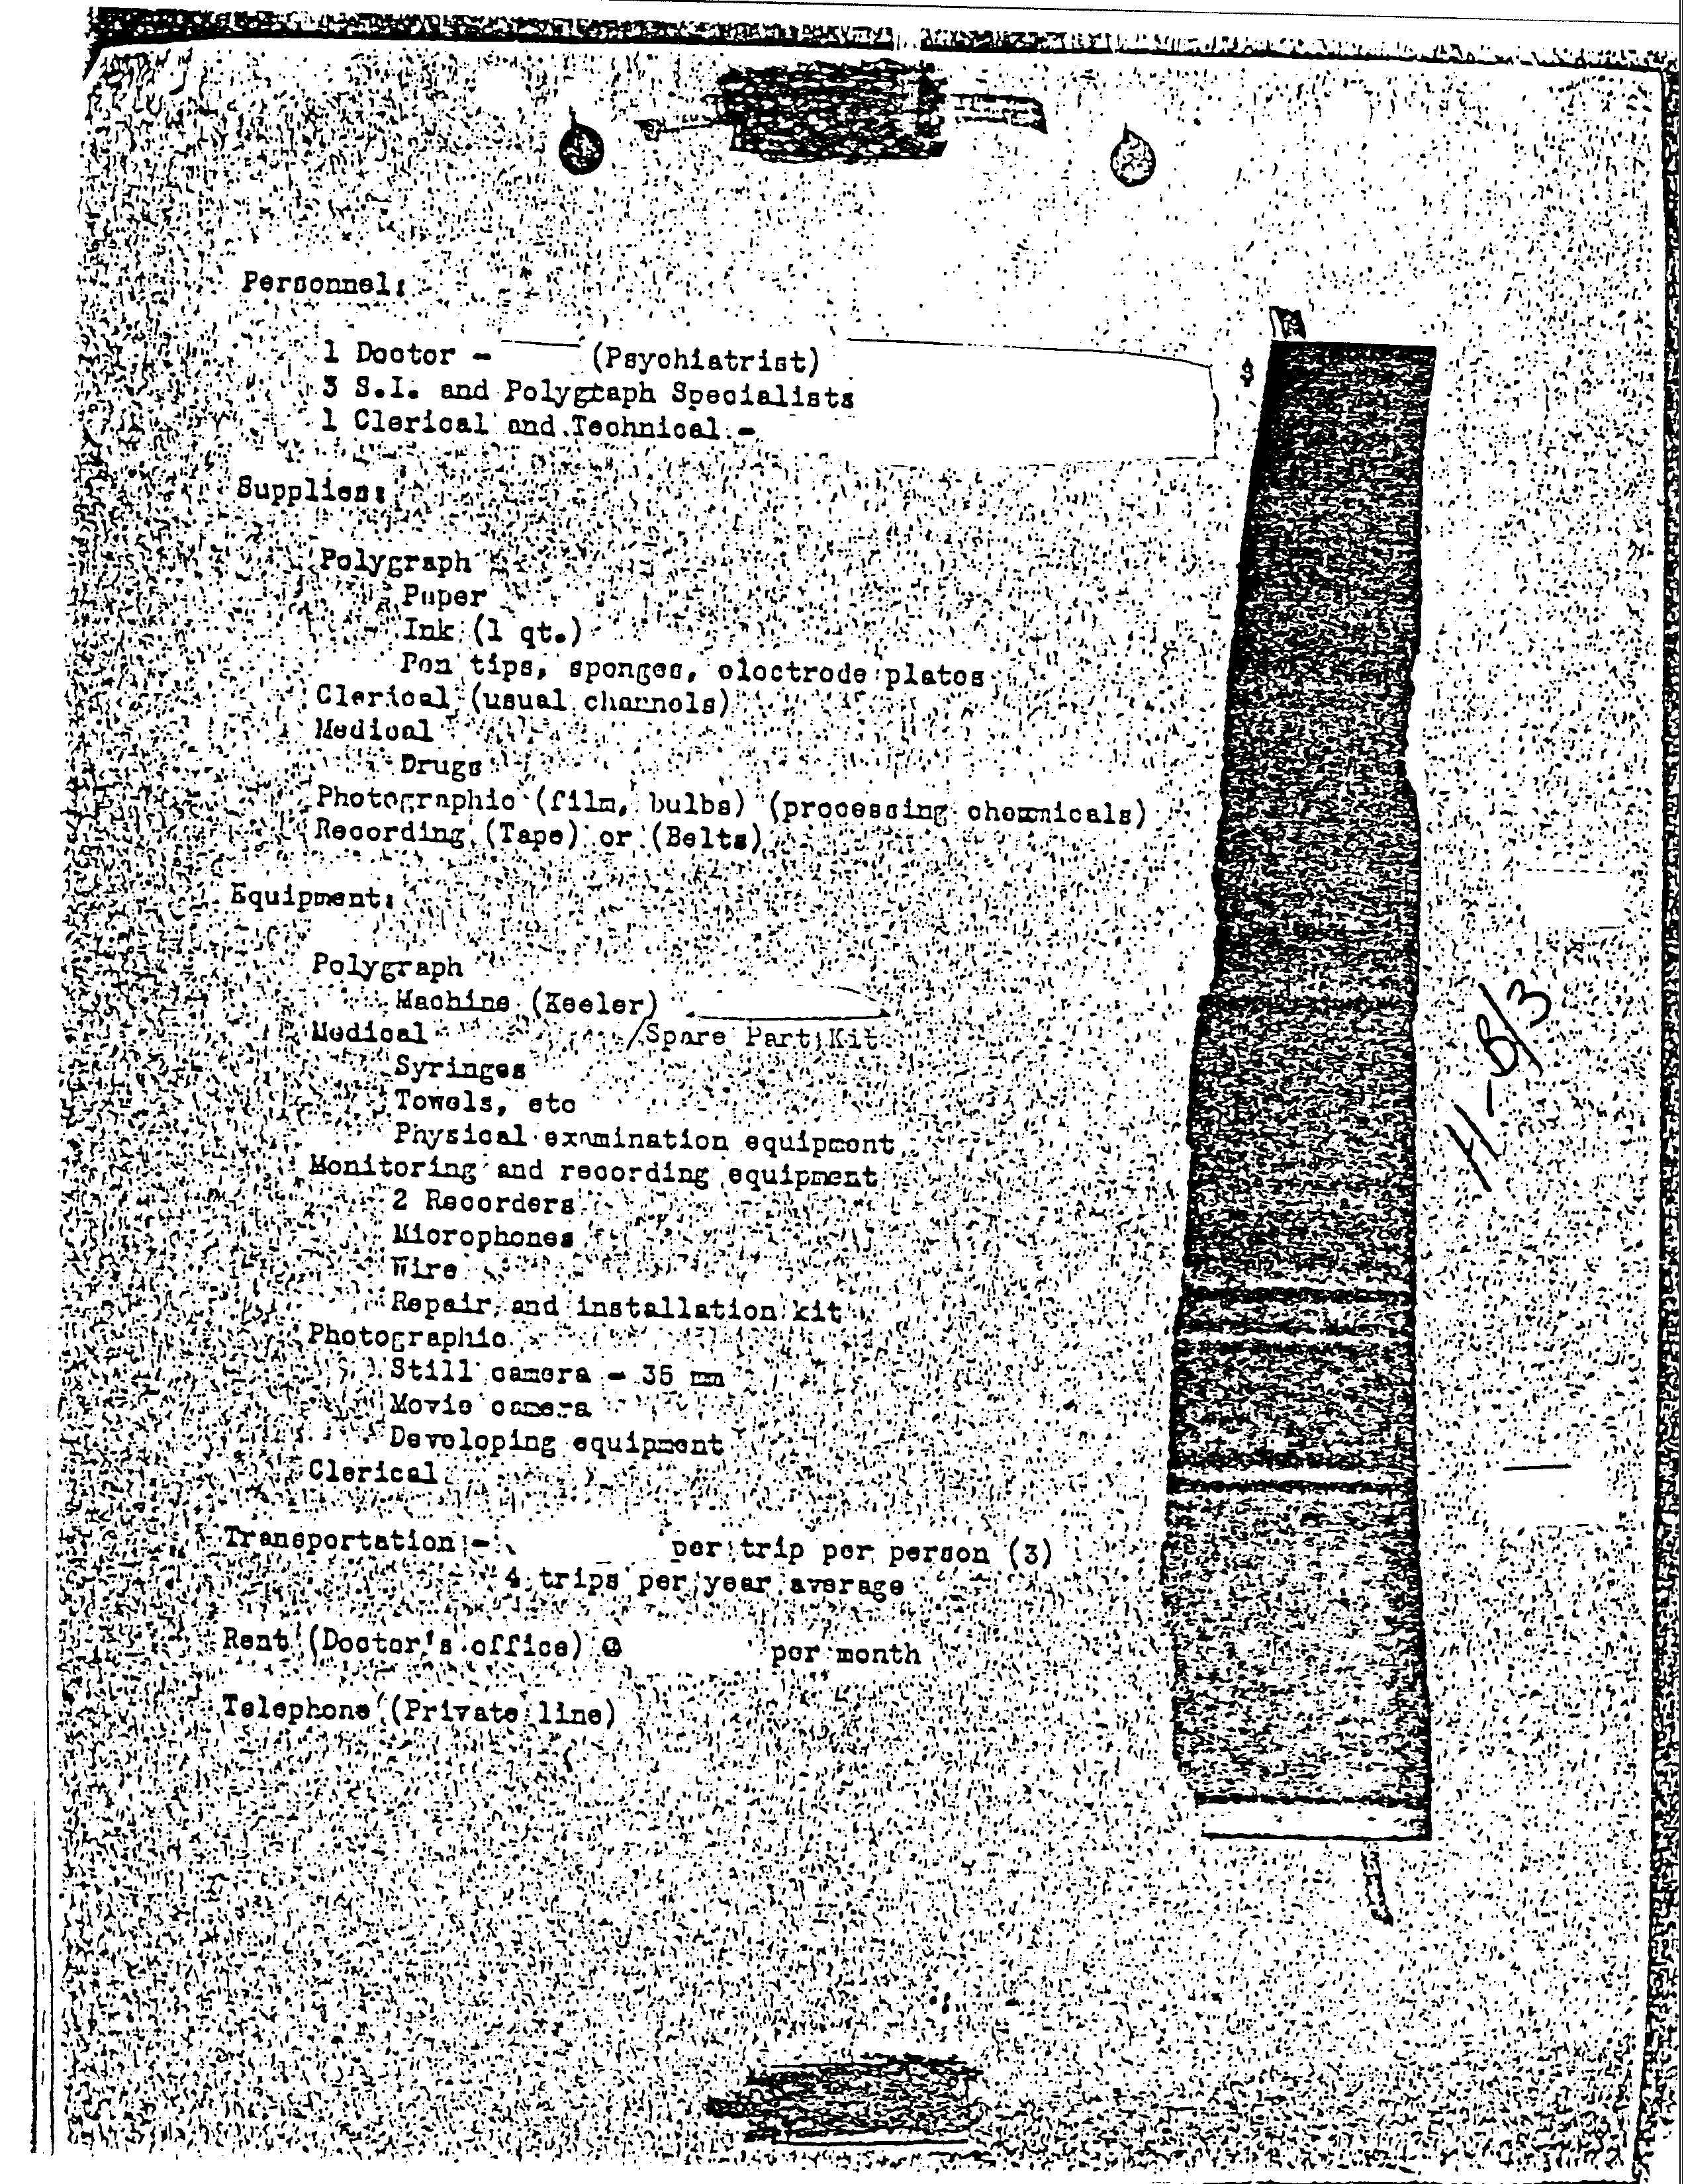 Personnel:
1 Doctor - (Psychiatrist) $
3 S.I. and Polygraph Specialists
1 Clerical and Technical -
Supplies:
Polygraph
Paper
Ink (1 qt.)
Pen tips, sponges, electrode plates
Clerical (usual channels)
Medical
Drugs
Photographic (film, bulbs) (processing chemicals)
Recording (Tape) or (Belts)
Equipment:
Polygraph
Machine (Keeler)
Medical /Spare Part Kit
Syringes
Towels, etc
Physical examination equipment
Monitoring and recording equipment
2 Recorders
Microphones
Wire
Repair and installation kit
Photographic
Still camera - 35 mm
Movie camera
Developing equipment
Clerical
Transportation - per trip per person (3)
4 trips per year average
Rent (Doctor's office) @ per month
Telephone (Private line)